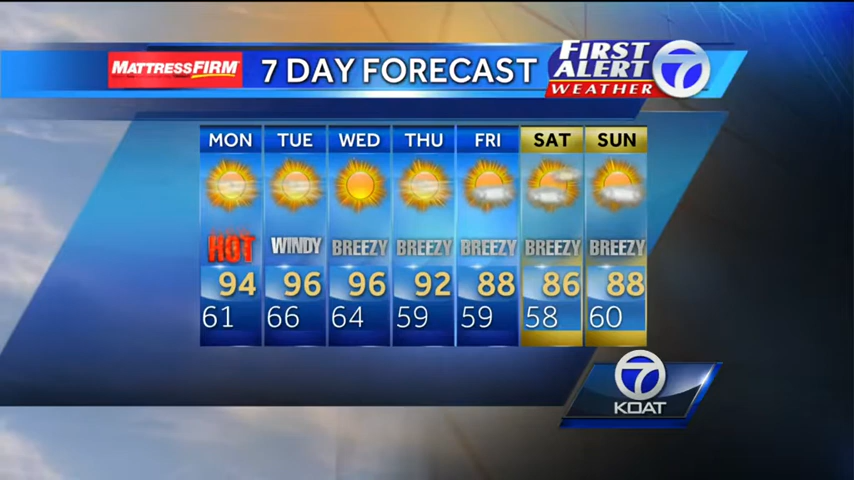 MATTRESSFIRM 7 DAY FORECAST FIRST ALERT WEATHER 7
MON TUE WED THU FRI SAT SUN
HOT WINDY BREEZY BREEZY BREEZY BREEZY BREEZY
94 96 96 92 88 86 88
61 66 64 59 59 58 60
7
KOAT